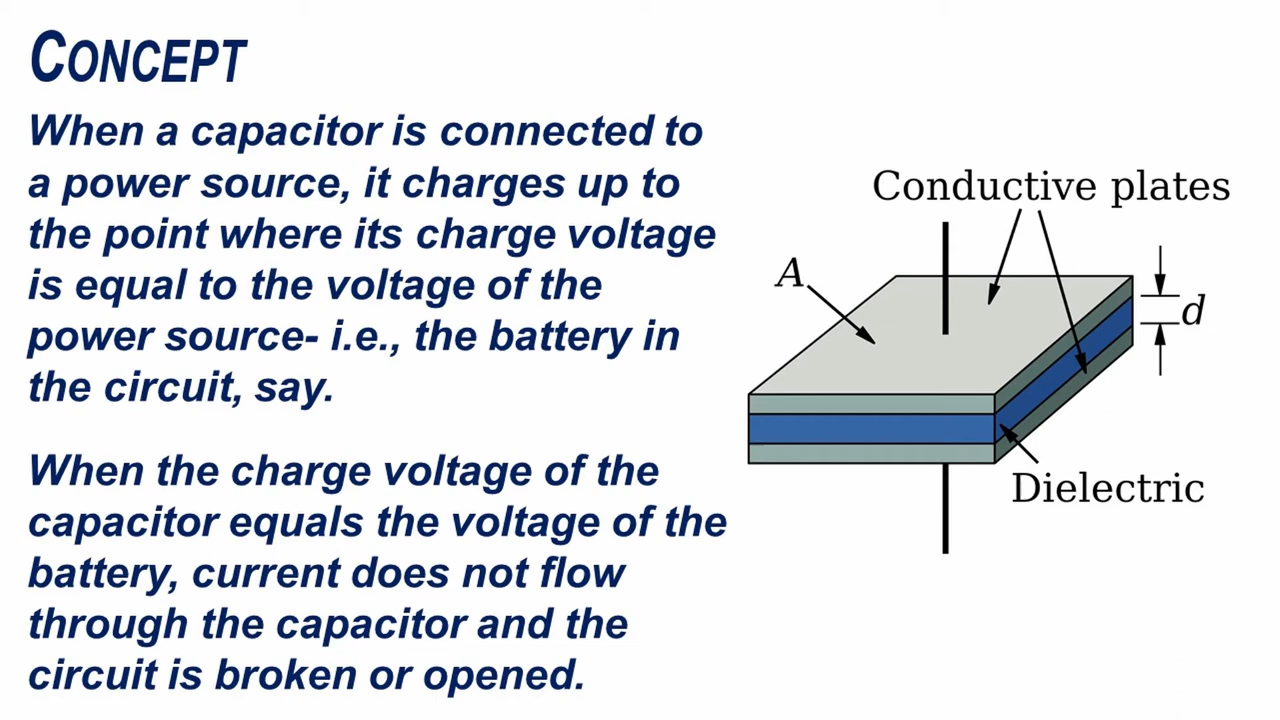 CONCEPT
When a capacitor is connected to
a power source, it charges up to
the point where its charge voltage
is equal to the voltage of the
power source- i.e., the battery in
the circuit, say.
When the charge voltage of the
capacitor equals the voltage of the
battery, current does not flow
through the capacitor and the
circuit is broken or opened.
Conductive plates
A
d
Dielectric